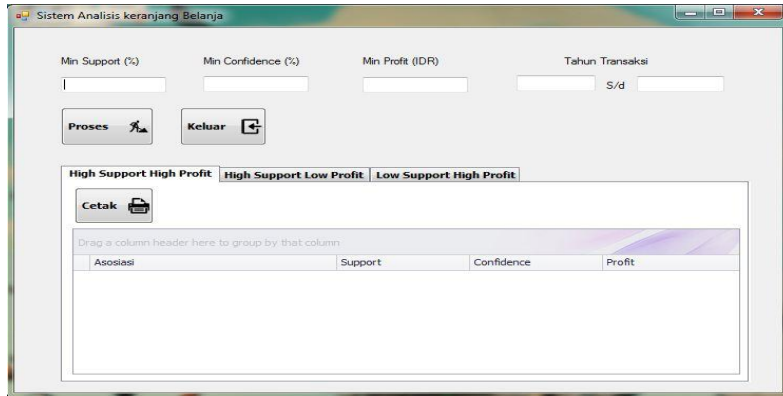 Sistem Analisis keranjang Belanja
Min Support (%) Min Confidence (%) Min Profit (IDR) Tahun Transaksi
S/d
Proses Keluar
High Support High Profit High Support Low Profit Low Support High Profit
Cetak
Drag a column header here to group by that column
Asosiasi Support Confidence Profit